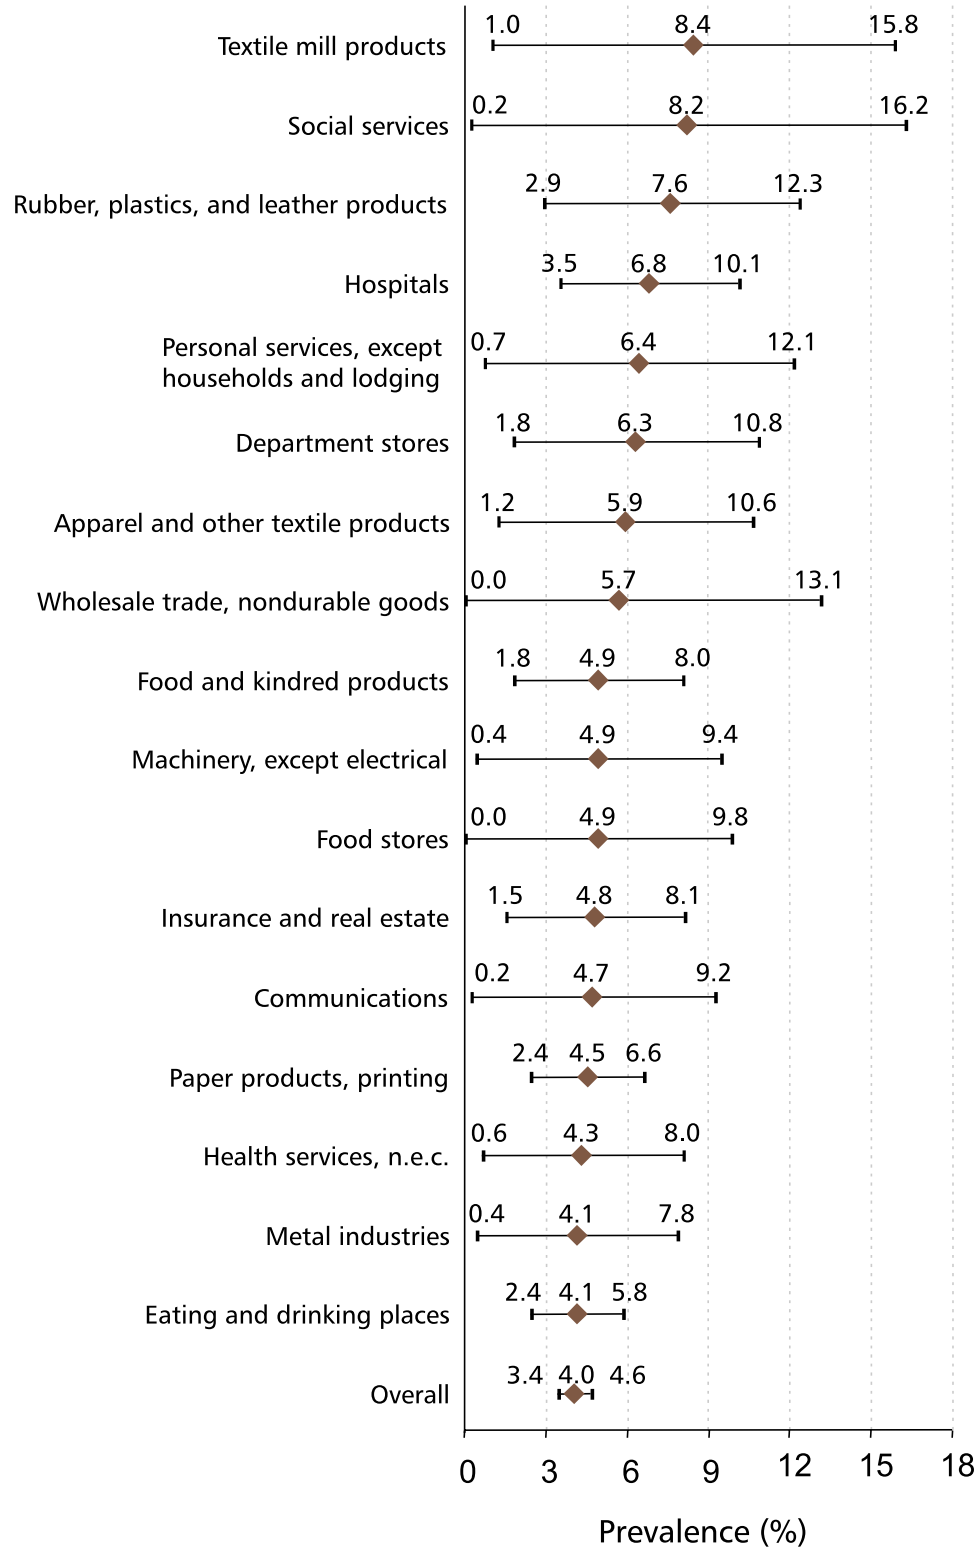 1.0 8.4 15.8
Textile mill products
0.2 8.2 16.2
Social services
2.9 7.6 12.3
Rubber, plastics, and leather products
3.5 6.8 10.1
Hospitals
0.7 6.4 12.1
Personal services, except
households and lodging
1.8 6.3 10.8
Department stores
1.2 5.9 10.6
Apparel and other textile products
0.0 5.7 13.1
Wholesale trade, nondurable goods
1.8 4.9 8.0
Food and kindred products
0.4 4.9 9.4
Machinery, except electrical
0.0 4.9 9.8
Food stores
1.5 4.8 8.1
Insurance and real estate
0.2 4.7 9.2
Communications
2.4 4.5 6.6
Paper products, printing
0.6 4.3 8.0
Health services, n.e.c.
0.4 4.1 7.8
Metal industries
2.4 4.1 5.8
Eating and drinking places
3.4 4.0 4.6
Overall
0 3 6 9 12 15 18
Prevalence (%)